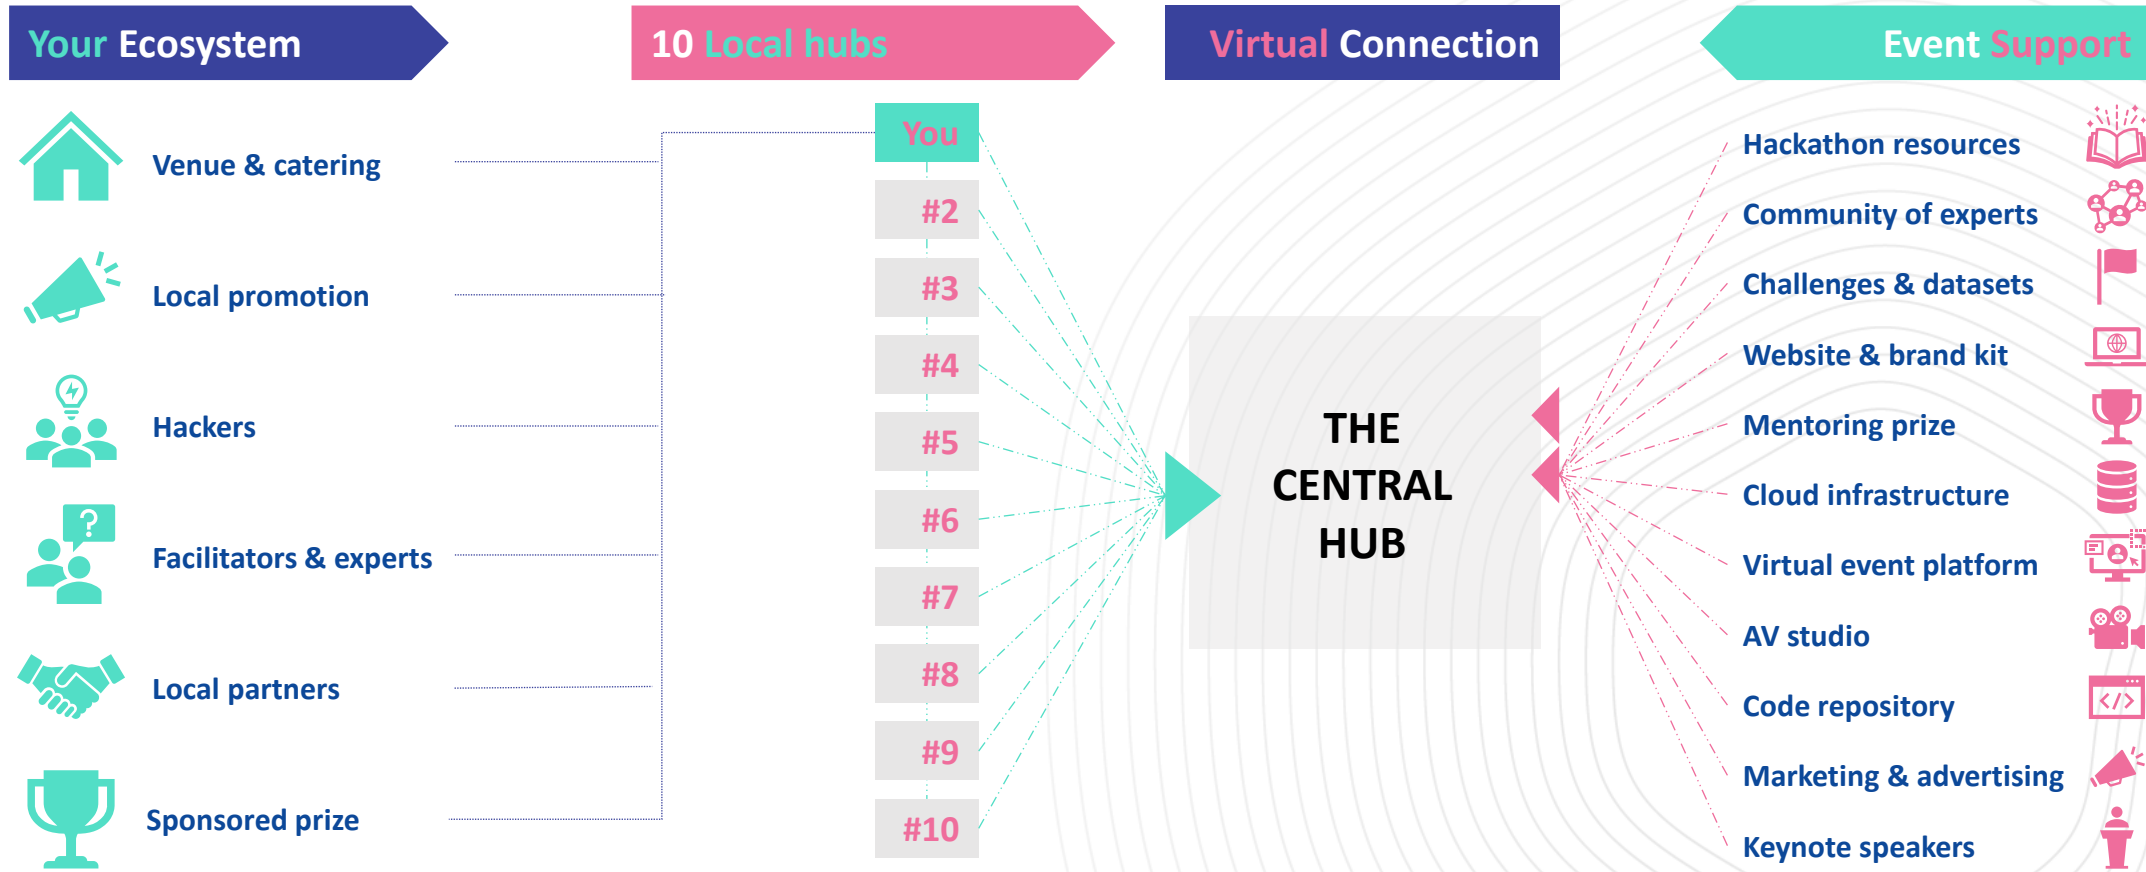 Your Ecosystem
10 Local hubs
Virtual Connection
Event Support
Venue & catering
Local promotion
Hackers
?
Facilitators & experts
Local partners
Sponsored prize
You
#2
#3
#4
#5
#6
#7
#8
#9
#10
THE
CENTRAL
HUB
Hackathon resources
Community of experts
Challenges & datasets
Website & brand kit
Mentoring prize
Cloud infrastructure
Virtual event platform
AV studio
Code repository
</>
Marketing & advertising
Keynote speakers